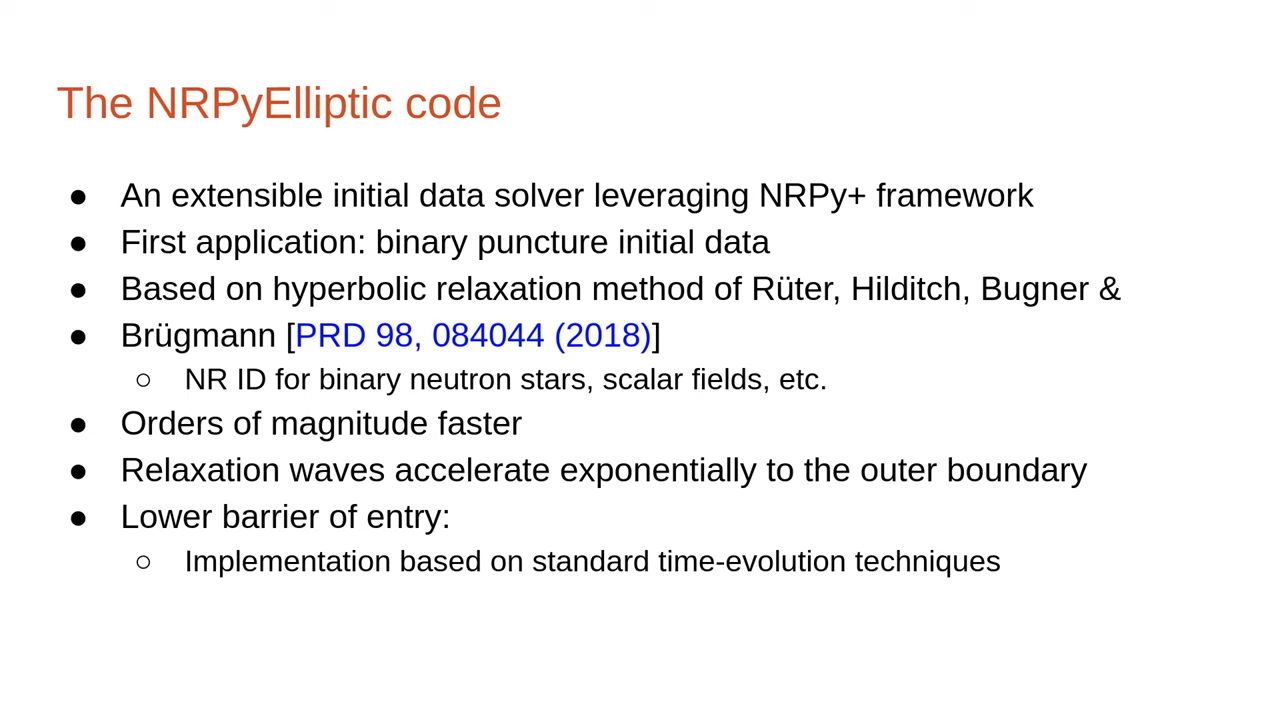 The NRPyElliptic code
● An extensible initial data solver leveraging NRPy+ framework
● First application: binary puncture initial data
● Based on hyperbolic relaxation method of Rüter, Hilditch, Bugner &
● Brügmann [PRD 98, 084044 (2018)]
○ NR ID for binary neutron stars, scalar fields, etc.
● Orders of magnitude faster
● Relaxation waves accelerate exponentially to the outer boundary
● Lower barrier of entry:
○ Implementation based on standard time-evolution techniques